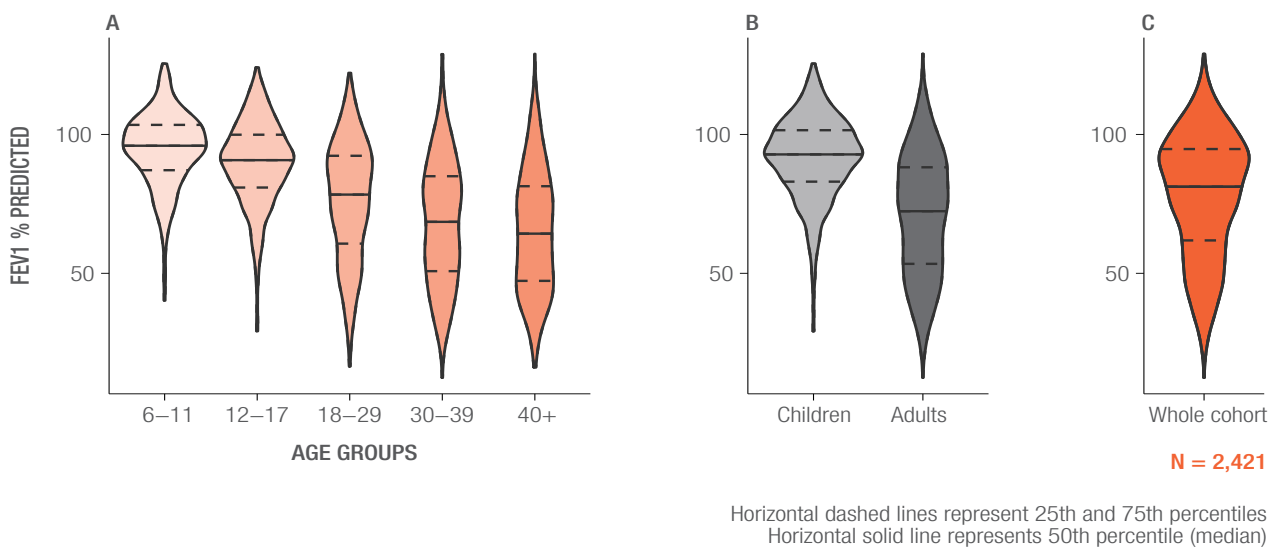 A
B
C
FEV1 % PREDICTED
100
50
6–11
12–17
18–29
30–39
40+
AGE GROUPS
100
50
Children
Adults
100
50
Whole cohort
N = 2,421
Horizontal dashed lines represent 25th and 75th percentiles
Horizontal solid line represents 50th percentile (median)